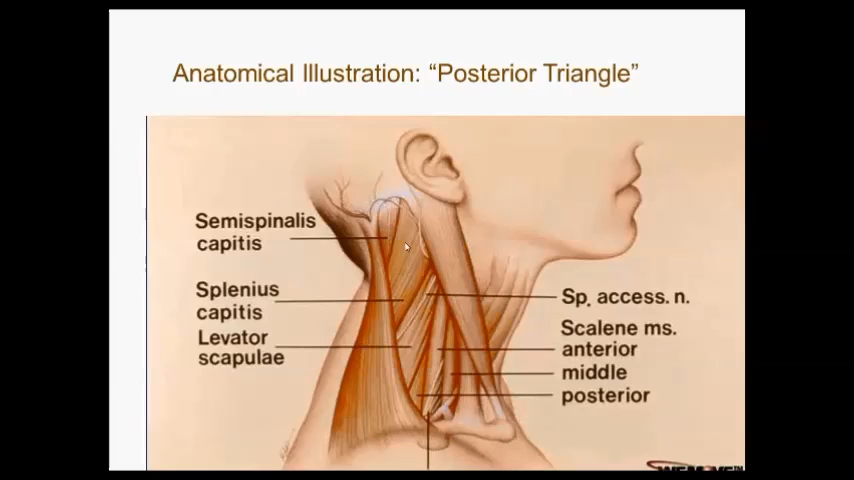 Anatomical Illustration: “Posterior Triangle”
Semispinalis
capitis
Splenius
capitis
Levator
scapulae
Sp. access. n.
Scalene ms.
anterior
middle
posterior